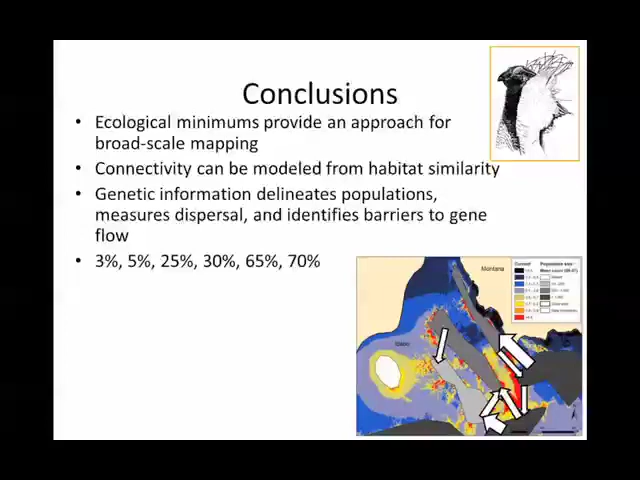 Conclusions
• Ecological minimums provide an approach for
broad-scale mapping
• Connectivity can be modeled from habitat similarity
• Genetic information delineates populations,
measures dispersal, and identifies barriers to gene
flow
• 3%, 5%, 25%, 30%, 65%, 70%
Montana
Idaho